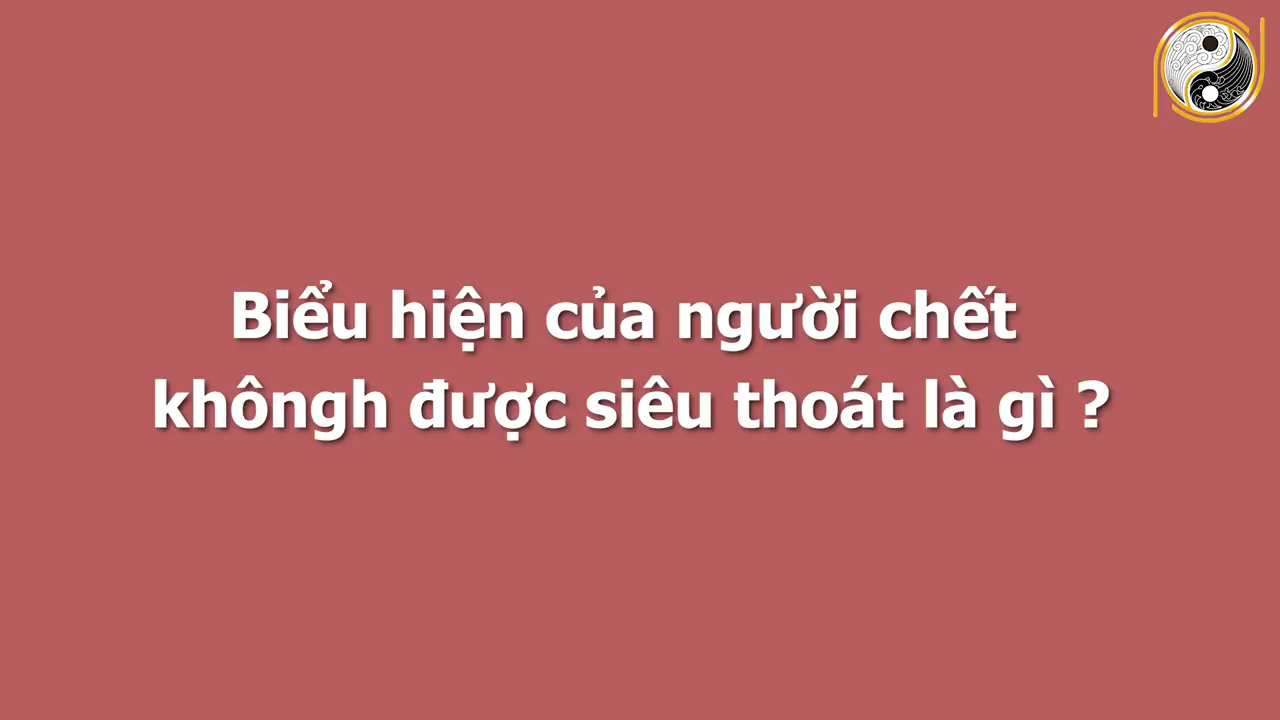 Biểu hiện của người chết
khôngh được siêu thoát là gì ?